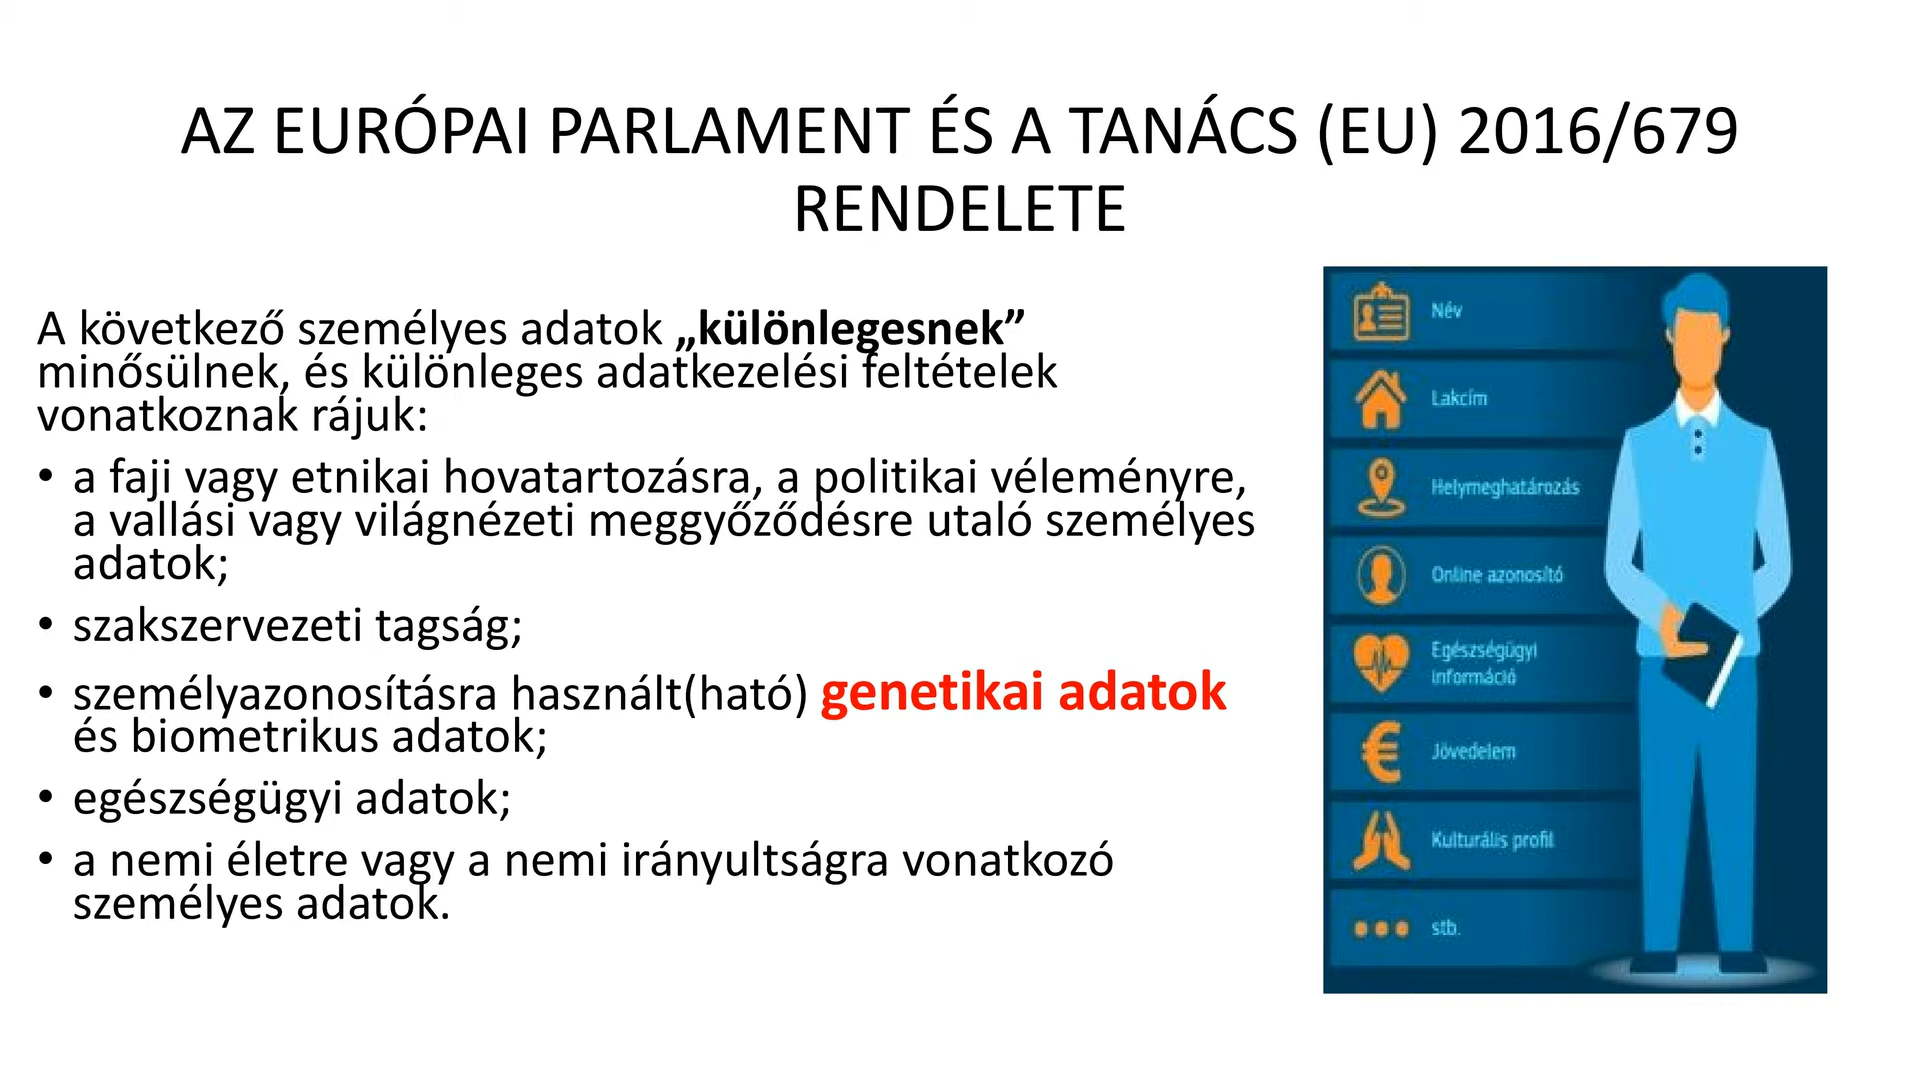 AZ EURÓPAI PARLAMENT ÉS A TANÁCS (EU) 2016/679
RENDELETE
A következő személyes adatok „különlegesnek”
minősülnek, és különleges adatkezelési feltételek
vonatkoznak rájuk:
• a faji vagy etnikai hovatartozásra, a politikai véleményre,
a vallási vagy világnézeti meggyőződésre utaló személyes
adatok;
• szakszervezeti tagság;
• személyazonosításra használt(ható) genetikai adatok
és biometrikus adatok;
• egészségügyi adatok;
• a nemi életre vagy a nemi irányultságra vonatkozó
személyes adatok.
Név
Lakcím
Helymeghatározás
Online azonosító
Egészségügyi
információ
Jövedelem
Kulturális profil
stb.